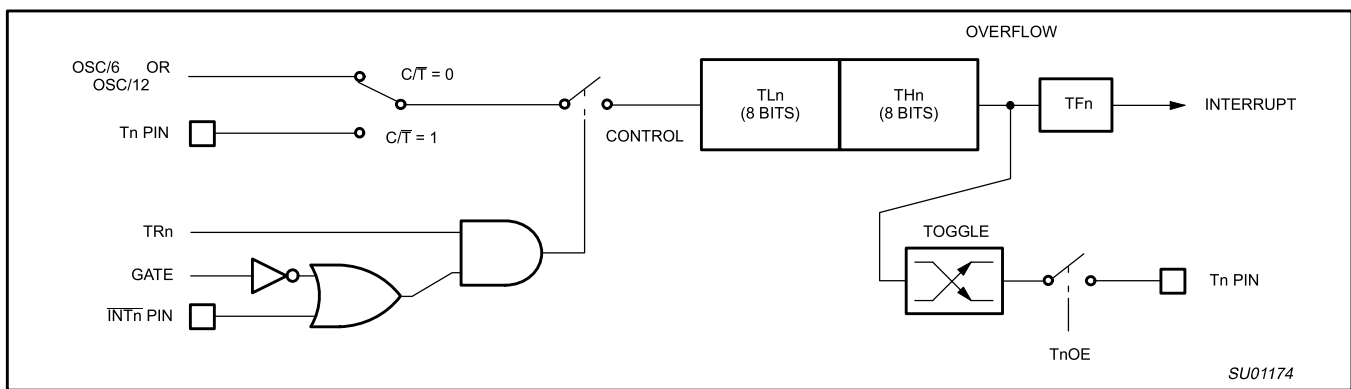 OVERFLOW
OSC/6 OR
OSC/12
C/T̅ = 0
TLn
(8 BITS)
THn
(8 BITS)
TFn
INTERRUPT
Tn PIN
C/T̅ = 1
CONTROL
TRn
TOGGLE
GATE
Tn PIN
I̅N̅T̅n̅ PIN
TnOE
SU01174